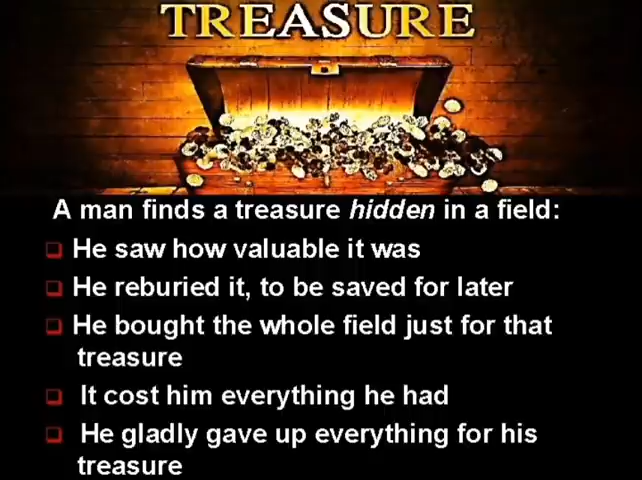 TREASURE
A man finds a treasure hidden in a field:
❑ He saw how valuable it was
❑ He reburied it, to be saved for later
❑ He bought the whole field just for that
treasure
❑ It cost him everything he had
❑ He gladly gave up everything for his
treasure